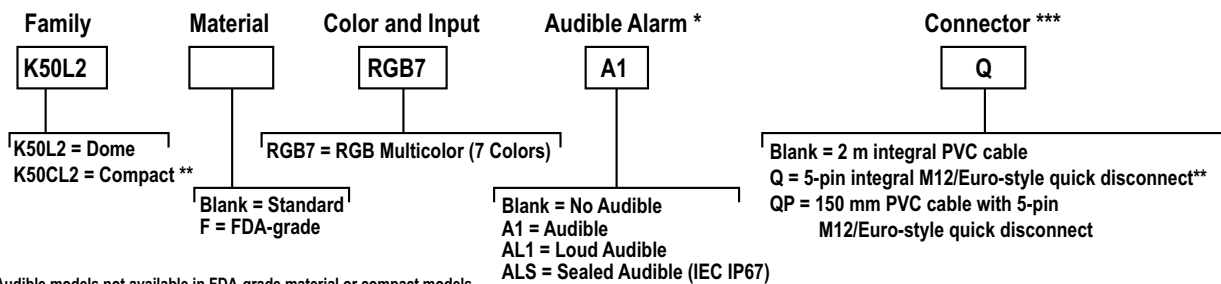 Family
Material
Color and Input
Audible Alarm *
Connector ***
K50L2
RGB7
A1
Q
K50L2 = Dome
K50CL2 = Compact **
Blank = Standard
F = FDA-grade
RGB7 = RGB Multicolor (7 Colors)
Blank = No Audible
A1 = Audible
AL1 = Loud Audible
ALS = Sealed Audible (IEC IP67)
Blank = 2 m integral PVC cable
Q = 5-pin integral M12/Euro-style quick disconnect**
QP = 150 mm PVC cable with 5-pin
M12/Euro-style quick disconnect
Audible models not available in FDA-grade material or compact models